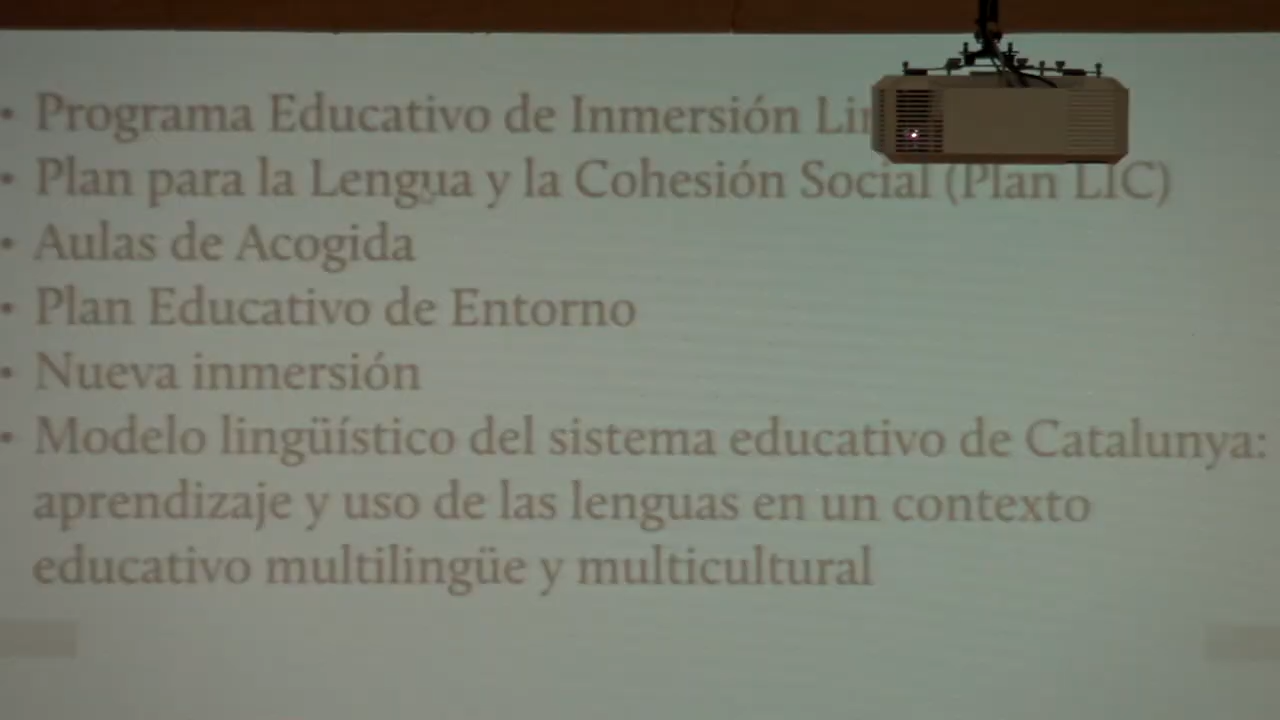 • Programa Educativo de Inmersión
• Plan para la Lengua y la Cohesión Social (Plan LIC)
• Aulas de Acogida
• Plan Educativo de Entorno
• Nueva inmersión
• Modelo lingüístico del sistema educativo de Catalunya:
aprendizaje y uso de las lenguas en un contexto
educativo multilingüe y multicultural